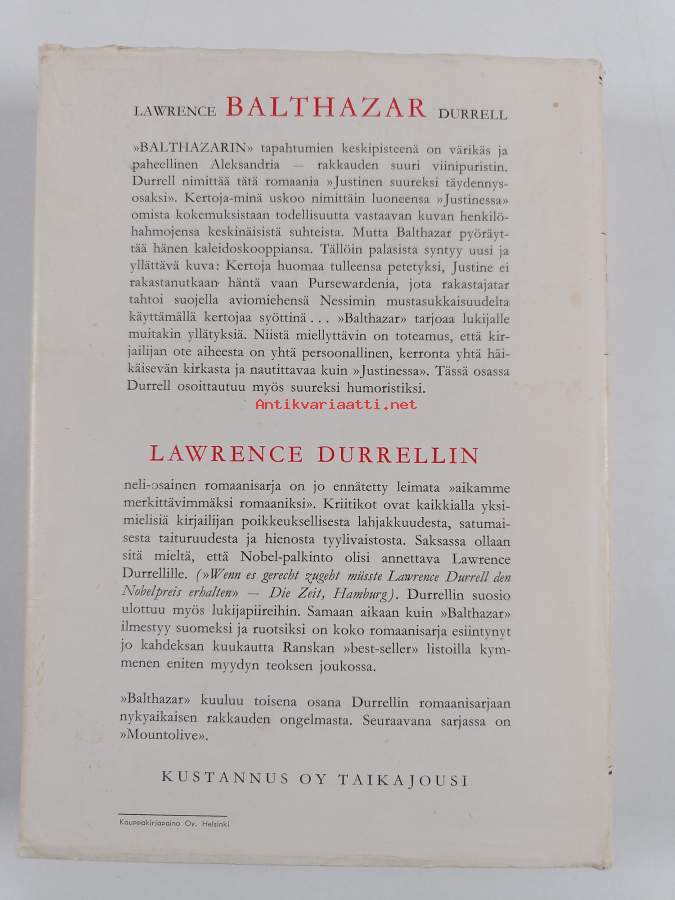 LAWRENCE BALTHAZAR DURRELL
»BALTHAZARIN» tapahtumien keskipisteenä on värikäs ja
paheellinen Aleksandria — rakkauden suuri viinipuristin.
Durrell nimittää tätä romaania »Justinen suureksi täydennys-
osaksi». Kertoja-minä uskoo nimittäin luoneensa »Justinessa»
omista kokemuksistaan todellisuutta vastaavan kuvan henkilö-
hahmojensa keskinäisistä suhteista. Mutta Balthazar pyöräyt-
tää hänen kaleidoskooppiansa. Tällöin palasista syntyy uusi ja
yllättävä kuva: Kertoja huomaa tulleensa petetyksi, Justine ei
rakastanutkaan häntä vaan Pursewardenia, jota rakastajatar
tahtoi suojella aviomiehensä Nessimin mustasukkaisuudelta
käyttämällä kertojaa syöttinä... »Balthazar» tarjoaa lukijalle
muitakin yllätyksiä. Niistä miellyttävin on toteamus, että kir-
jailijan ote aiheesta on yhtä persoonallinen, kerronta yhtä häi-
käisevän kirkasta ja nautittavaa kuin »Justinessa». Tässä osassa
Durrell osoittautuu myös suureksi humoristiksi.
Antikvariaatti.net
LAWRENCE DURRELLIN
neli-osainen romaanisarja on jo ennätetty leimata »aikamme
merkittävimmäksi romaaniksi». Kriitikot ovat kaikkialla yksi-
mielisiä kirjailijan poikkeuksellisesta lahjakkuudesta, satumai-
sesta taituruudesta ja hienosta tyylivaistosta. Saksassa ollaan
sitä mieltä, että Nobel-palkinto olisi annettava Lawrence
Durrellille. (»Wenn es gerecht zugeht müsste Lawrence Durrell den
Nobelpreis erhalten» — Die Zeit, Hamburg). Durrellin suosio
ulottuu myös lukijapiireihin. Samaan aikaan kuin »Balthazar»
ilmestyy suomeksi ja ruotsiksi on koko romaanisarja esiintynyt
jo kahdeksan kuukautta Ranskan »best-seller» listoilla kym-
menen eniten myydyn teoksen joukossa.
»Balthazar» kuuluu toisena osana Durrellin romaanisarjaan
nykyaikaisen rakkauden ongelmasta. Seuraavana sarjassa on
»Mountolive».
KUSTANNUS OY TAIKAJOUSI
Kauppakirjapaino Oy. Helsinki